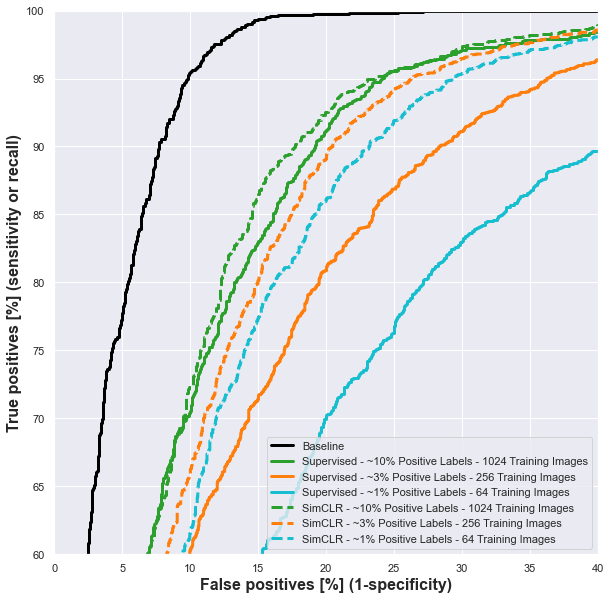 100
95
90
85
80
75
70
65
60
True positives [%] (sensitivity or recall)
Baseline
Supervised - ~10% Positive Labels - 1024 Training Images
Supervised - ~3% Positive Labels - 256 Training Images
Supervised - ~1% Positive Labels - 64 Training Images
SimCLR - ~10% Positive Labels - 1024 Training Images
SimCLR - ~3% Positive Labels - 256 Training Images
SimCLR - ~1% Positive Labels - 64 Training Images
0 5 10 15 20 25 30 35 40
False positives [%] (1-specificity)